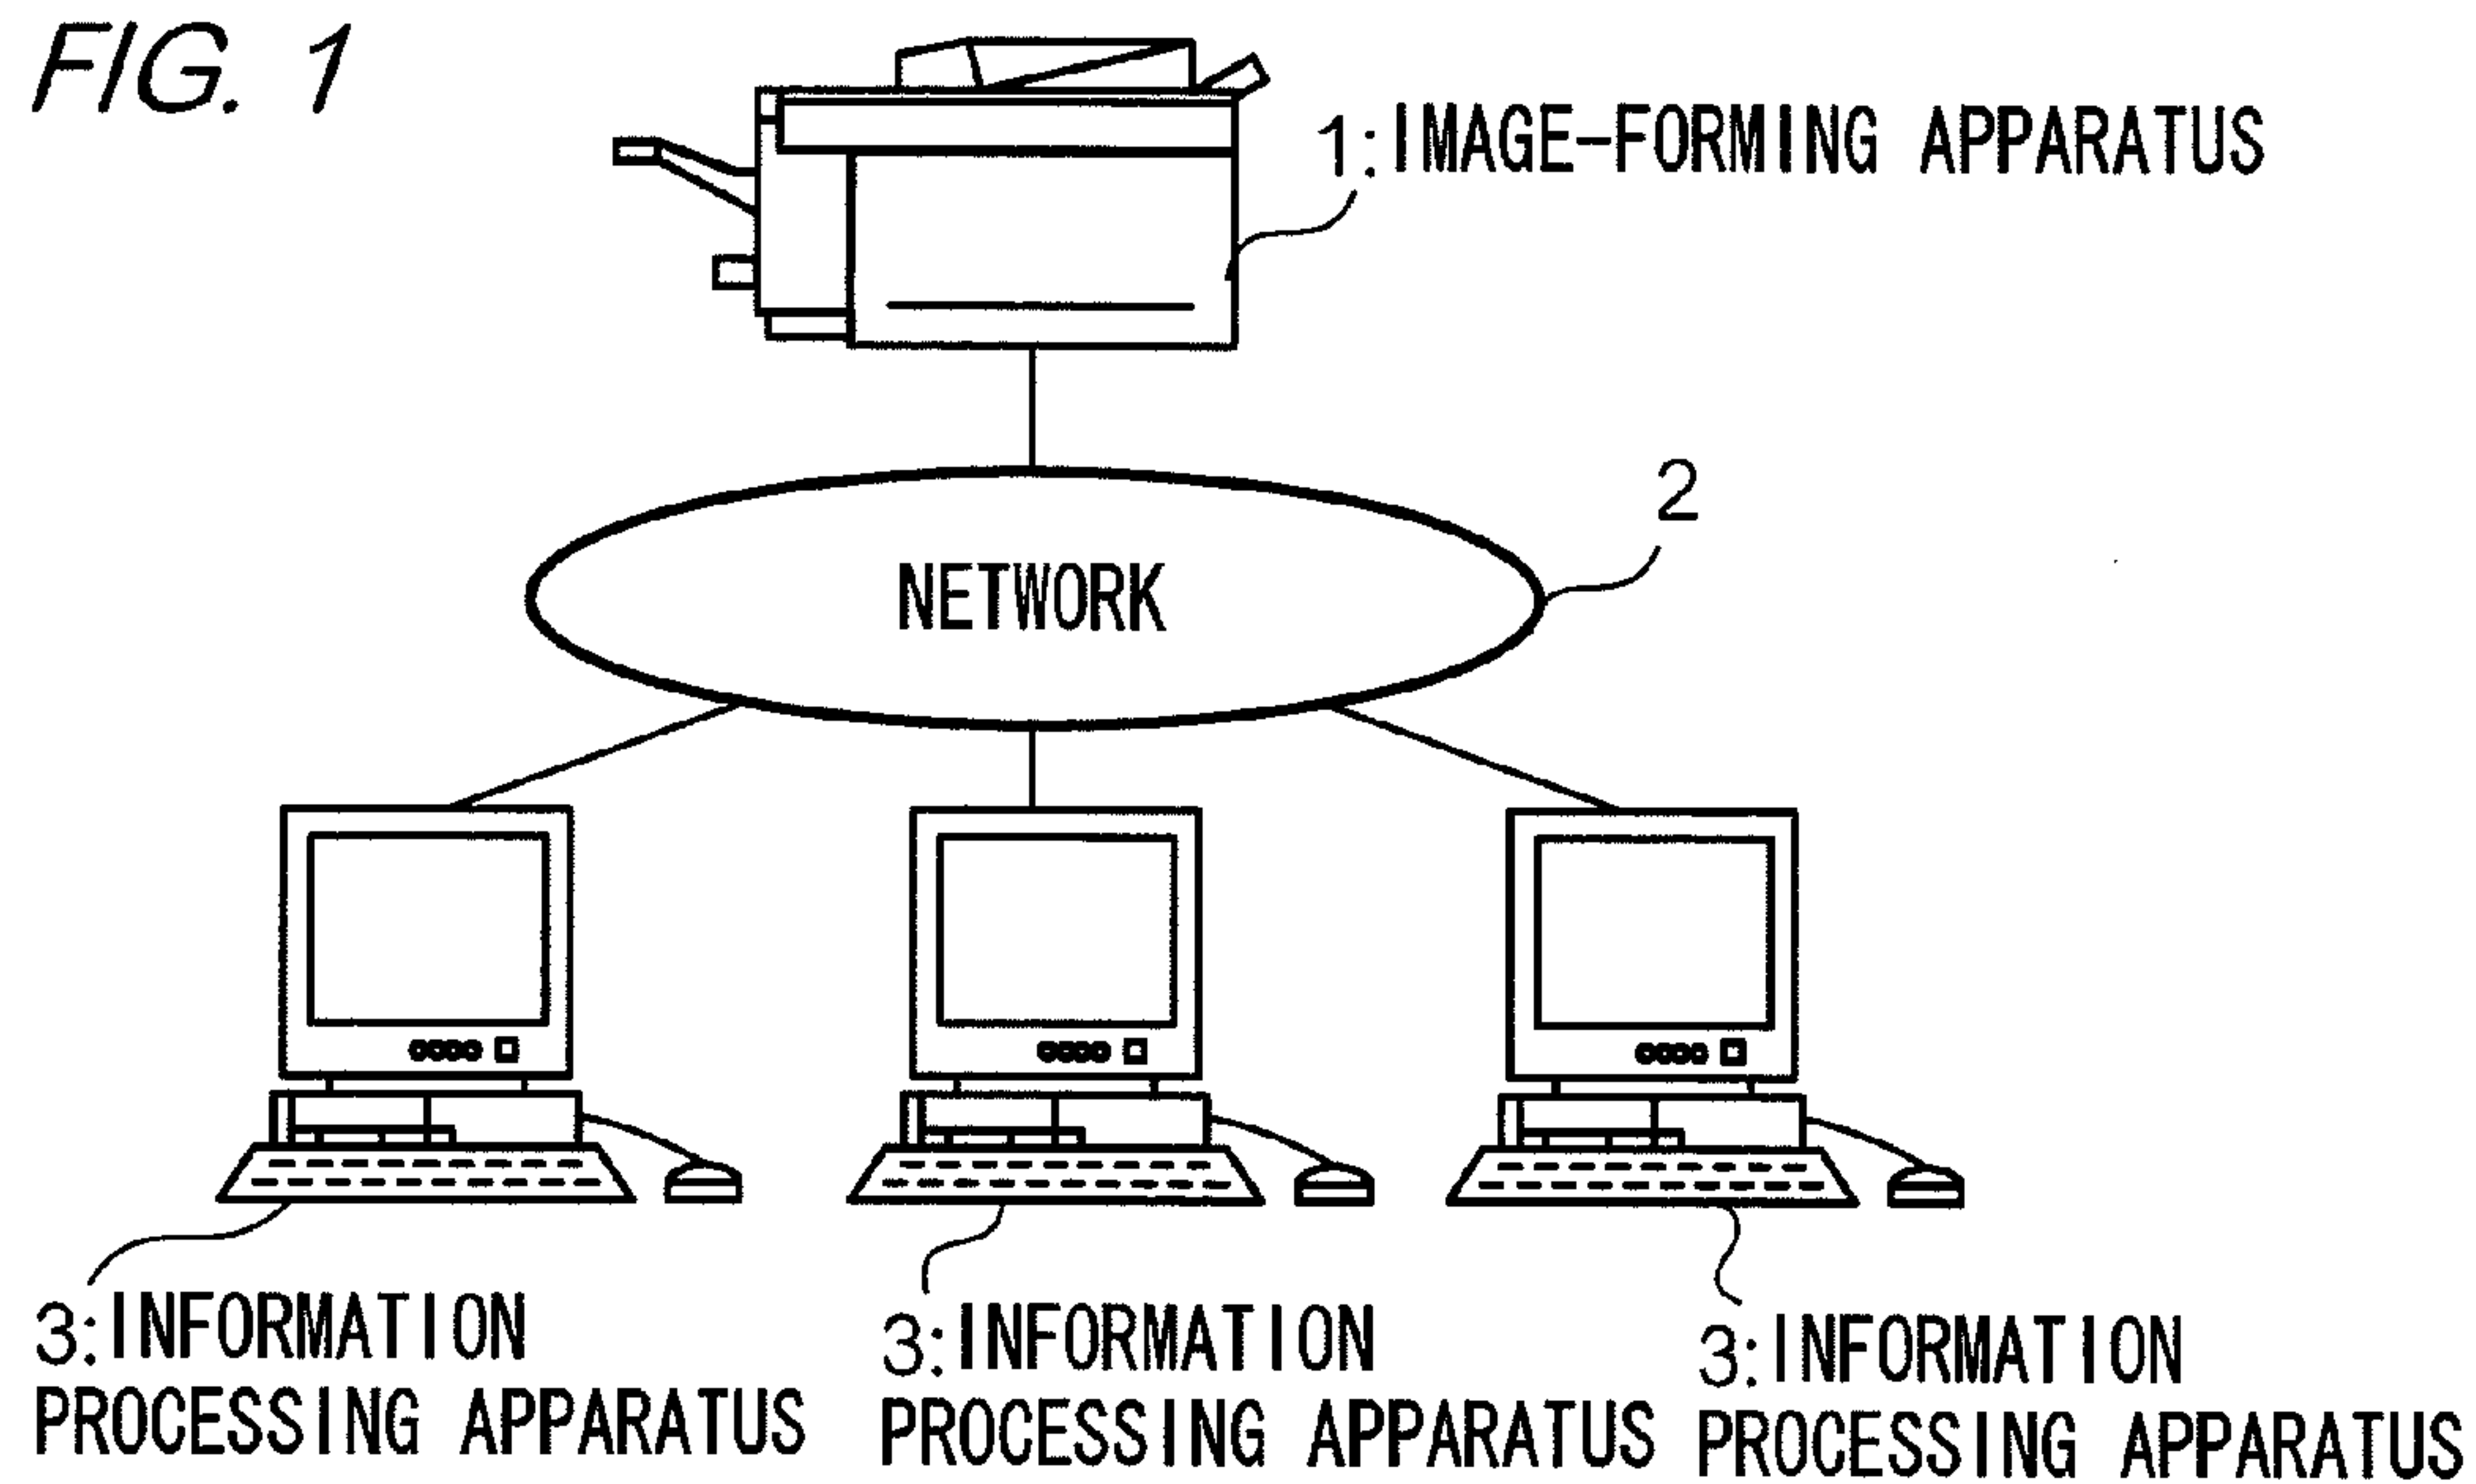 FIG. 1
1:IMAGE-FORMING APPARATUS
2
NETWORK
3:INFORMATION
PROCESSING APPARATUS
3:INFORMATION
PROCESSING APPARATUS
3:INFORMATION
PROCESSING APPARATUS